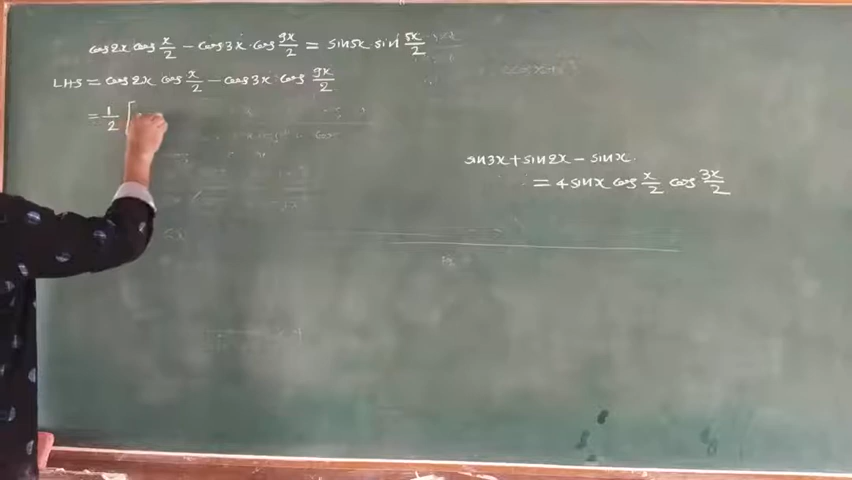 cos2x cos x/2 - cos3x · cos 9x/2 = sin5x · sin 5x/2
LHS = cos2x cos x/2 - cos3x · cos 9x/2
= 1/2 [
sin3x + sin2x - sinx.
= 4 sinx cos x/2 cos 3x/2